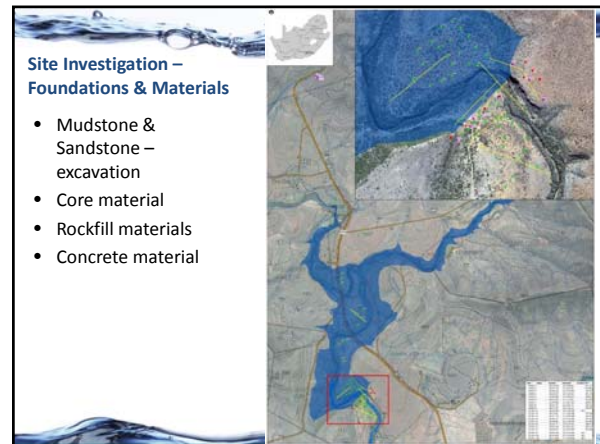 Site Investigation –
Foundations & Materials
• Mudstone &
Sandstone –
excavation
• Core material
• Rockfill materials
• Concrete material